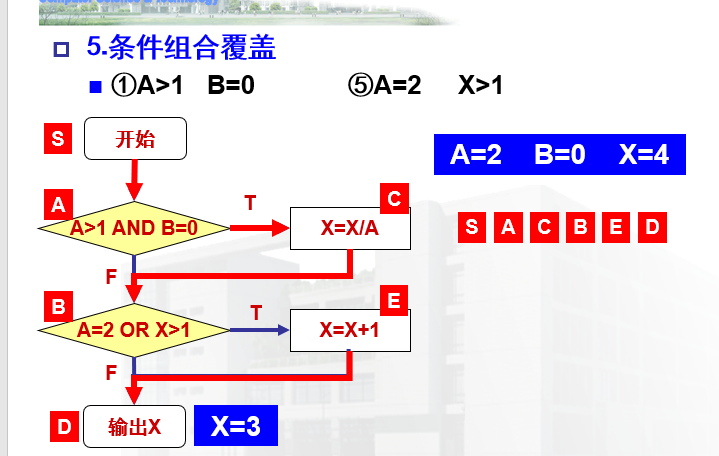 5.条件组合覆盖
①A>1 B=0 ⑤A=2 X>1
S 开始
A=2 B=0 X=4
A A>1 AND B=0 T X=X/A C
S A C B E D
F
B A=2 OR X>1 T X=X+1 E
F
D 输出X X=3